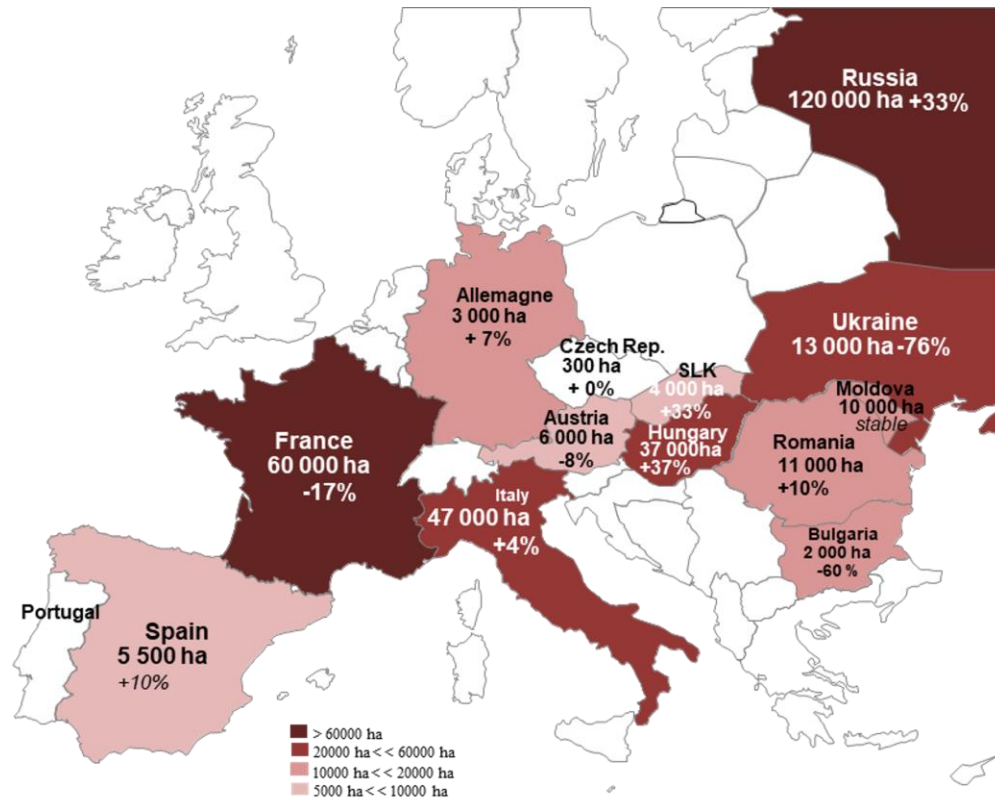 Russia
120 000 ha +33%
Allemagne
3 000 ha
+ 7%
Ukraine
13 000 ha -76%
Czech Rep.
300 ha
+ 0%
SLK
4 000 ha
+33%
Moldova
10 000 ha
stable
Austria
6 000 ha
-8%
Hungary
37 000ha
+37%
France
60 000 ha
-17%
Romania
11 000 ha
+10%
Italy
47 000 ha
+4%
Bulgaria
2 000 ha
-60 %
Portugal
Spain
5 500 ha
+10%
> 60000 ha
20000 ha< < 60000 ha
10000 ha< < 20000 ha
5000 ha< < 10000 ha